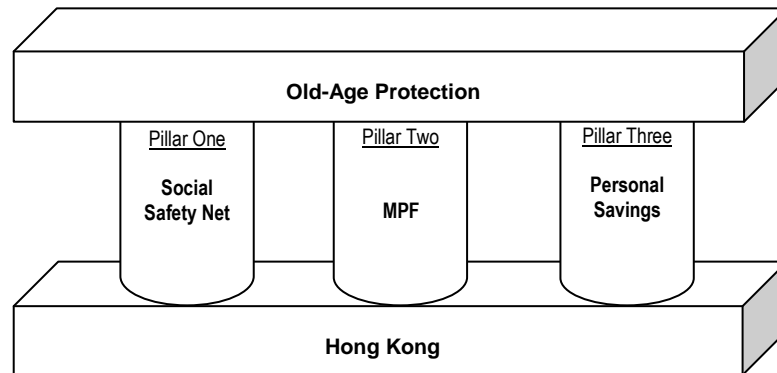 Old-Age Protection
Pillar One
Social
Safety Net
Pillar Two
MPF
Pillar Three
Personal
Savings
Hong Kong